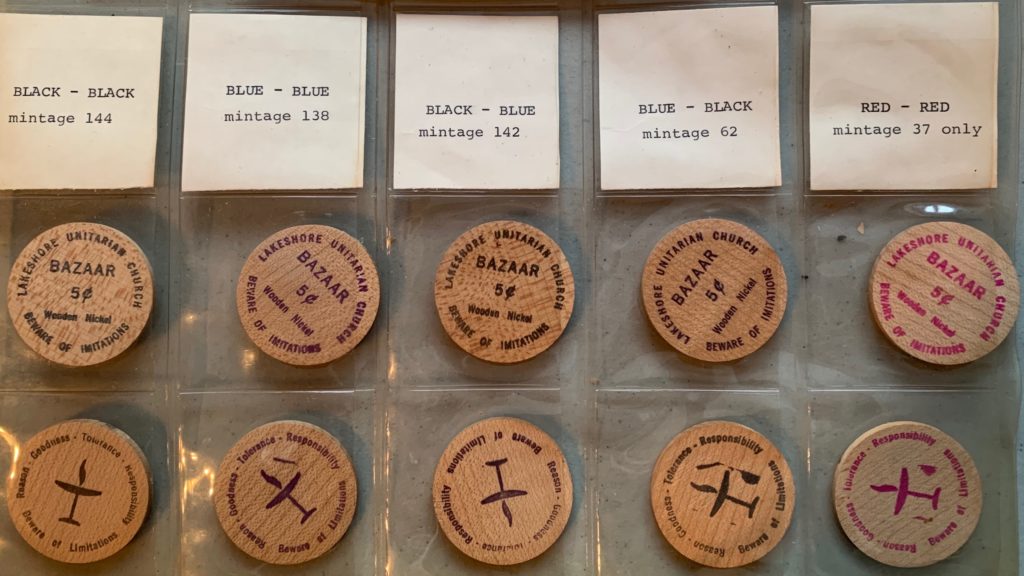 BLACK - BLACK
mintage 144
BLUE - BLUE
mintage 138
BLACK - BLUE
mintage 142
BLUE - BLACK
mintage 62
RED - RED
mintage 37 only
LAKESHORE UNITARIAN CHURCH
BAZAAR
5¢
Wooden Nickel
BEWARE OF IMITATIONS
LAKESHORE UNITARIAN CHURCH
BAZAAR
5¢
Wooden Nickel
BEWARE OF IMITATIONS
LAKESHORE UNITARIAN CHURCH
BAZAAR
5¢
Wooden Nickel
BEWARE OF IMITATIONS
LAKESHORE UNITARIAN CHURCH
BAZAAR
5¢
Wooden Nickel
BEWARE OF IMITATIONS
LAKESHORE UNITARIAN CHURCH
BAZAAR
5¢
Wooden Nickel
BEWARE OF IMITATIONS
Reason - Goodness - Tolerance - Responsibility
Beware of Limitations
Reason - Goodness - Tolerance - Responsibility
Beware of Limitations
Reason - Goodness - Tolerance - Responsibility
Beware of Limitations
Reason - Goodness - Tolerance - Responsibility
Beware of Limitations
Reason - Goodness - Tolerance - Responsibility
Beware of Limitations